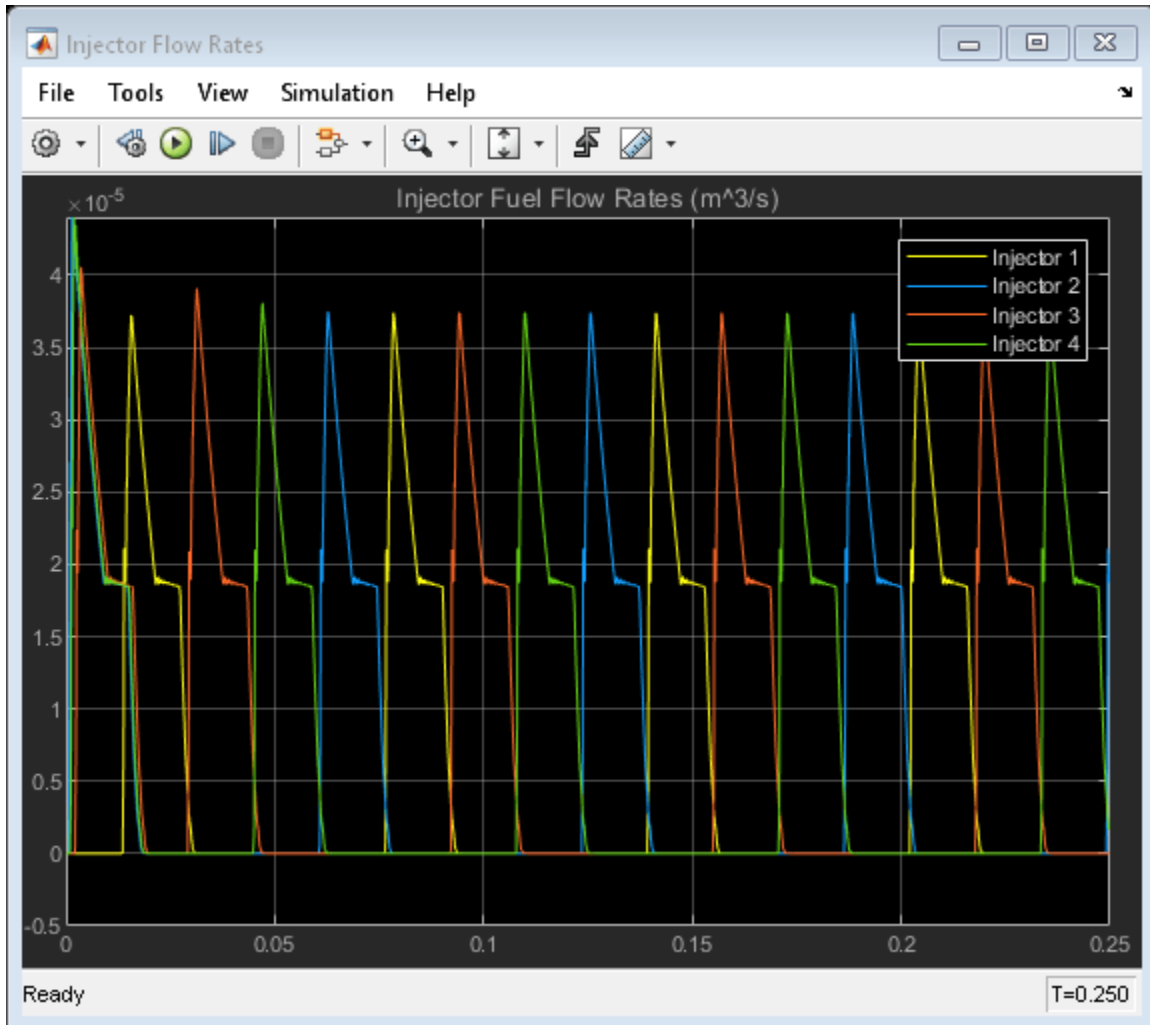 Injector Flow Rates
File Tools View Simulation Help
×10^-5
Injector Fuel Flow Rates (m^3/s)
Injector 1
Injector 2
Injector 3
Injector 4
4
3.5
3
2.5
2
1.5
1
0.5
0
-0.5
0 0.05 0.1 0.15 0.2 0.25
Ready T=0.250